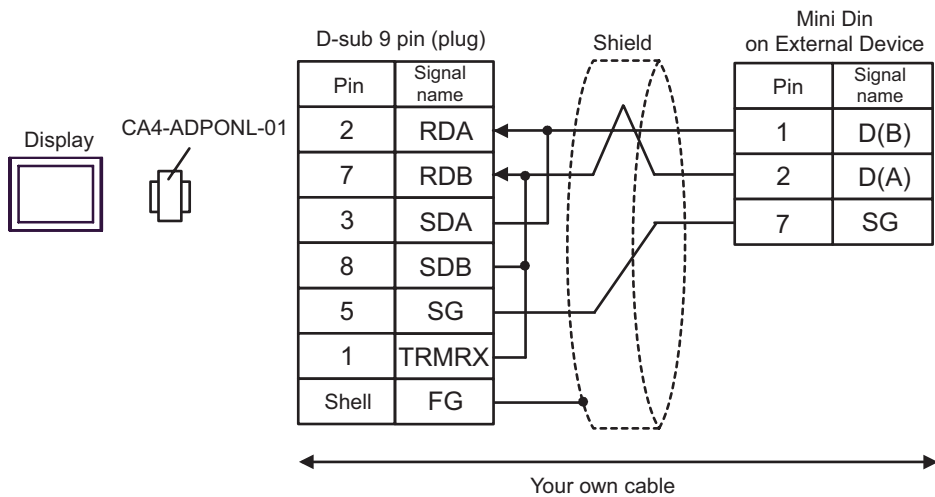 D-sub 9 pin (plug)
Shield
Mini Din
on External Device
Display
CA4-ADPONL-01
Pin Signal name
2 RDA
7 RDB
3 SDA
8 SDB
5 SG
1 TRMRX
Shell FG
Pin Signal name
1 D(B)
2 D(A)
7 SG
Your own cable